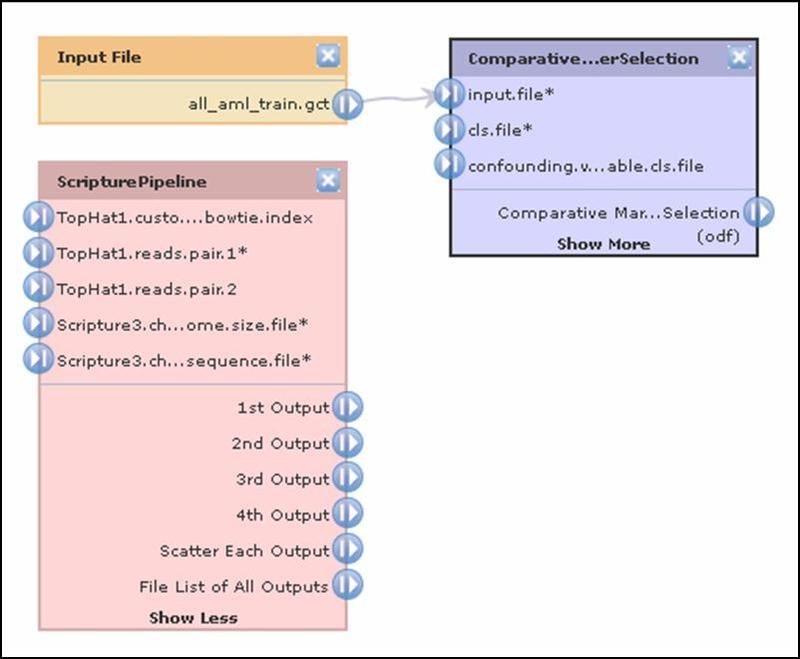 Input File
all_aml_train.gct
Comparative...erSelection
input.file*
cls.file*
confounding.v...able.cls.file
Comparative Mar...Selection
(odf)
Show More
ScripturePipeline
TopHat1.custo....bowtie.index
TopHat1.reads.pair.1*
TopHat1.reads.pair.2
Scripture3.ch...ome.size.file*
Scripture3.ch...sequence.file*
1st Output
2nd Output
3rd Output
4th Output
Scatter Each Output
File List of All Outputs
Show Less